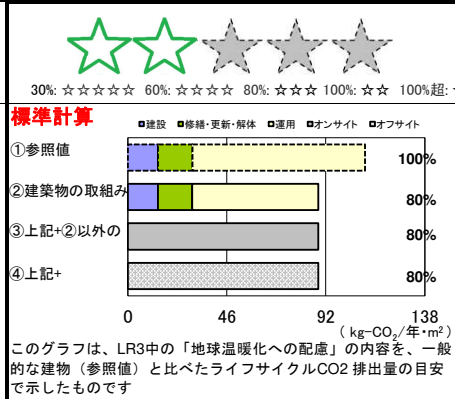 30%: ☆☆☆☆☆ 60%: ☆☆☆☆ 80%: ☆☆☆ 100%: ☆☆ 100%超:
標準計算
建設 修繕・更新・解体 運用 オンサイト オフサイト
①参照値 100%
②建築物の取組み 80%
③上記+②以外の 80%
④上記+ 80%
0 46 92 138
(kg-CO₂/年・m²)
このグラフは、LR3中の「地球温暖化への配慮」の内容を、一般
的な建物（参照値）と比べたライフサイクルCO2 排出量の目安
で示したものです